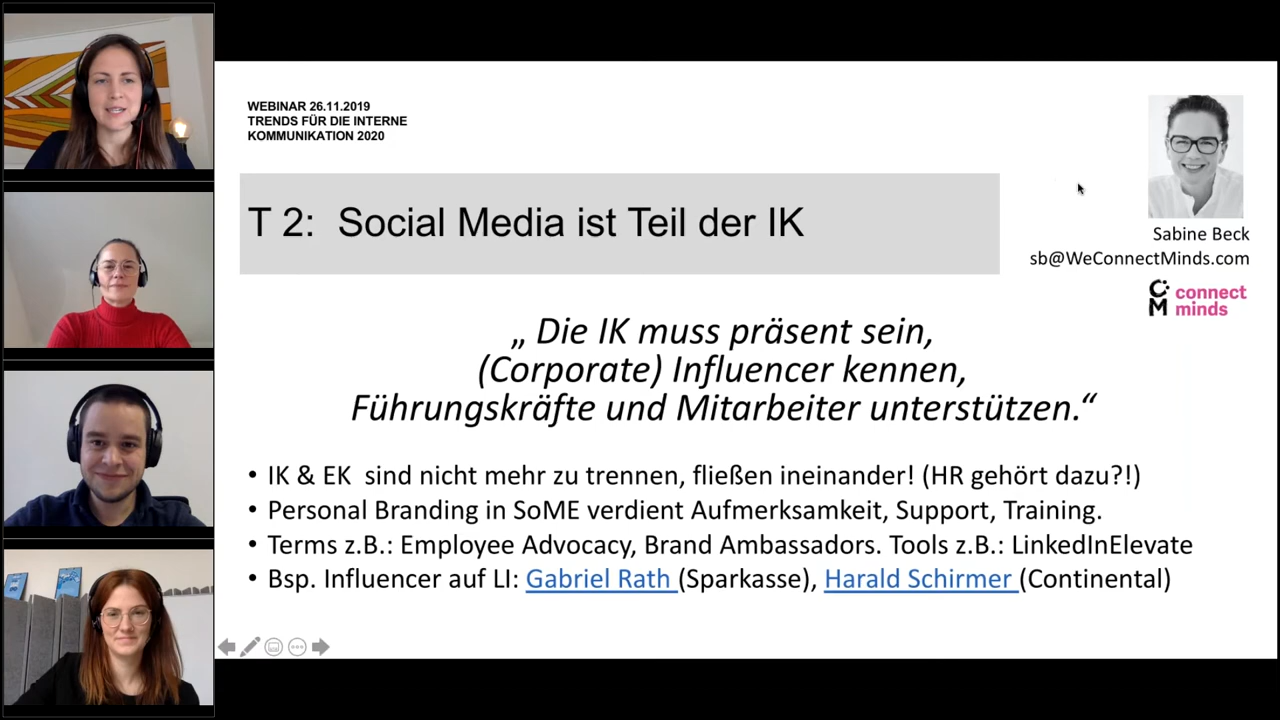 WEBINAR 26.11.2019
TRENDS FÜR DIE INTERNE
KOMMUNIKATION 2020
T 2:  Social Media ist Teil der IK
Sabine Beck
sb@WeConnectMinds.com
CM connect
minds
„ Die IK muss präsent sein,
(Corporate) Influencer kennen,
Führungskräfte und Mitarbeiter unterstützen.“
• IK & EK  sind nicht mehr zu trennen, fließen ineinander! (HR gehört dazu?!)
• Personal Branding in SoME verdient Aufmerksamkeit, Support, Training.
• Terms z.B.: Employee Advocacy, Brand Ambassadors. Tools z.B.: LinkedInElevate
• Bsp. Influencer auf LI: Gabriel Rath (Sparkasse), Harald Schirmer (Continental)